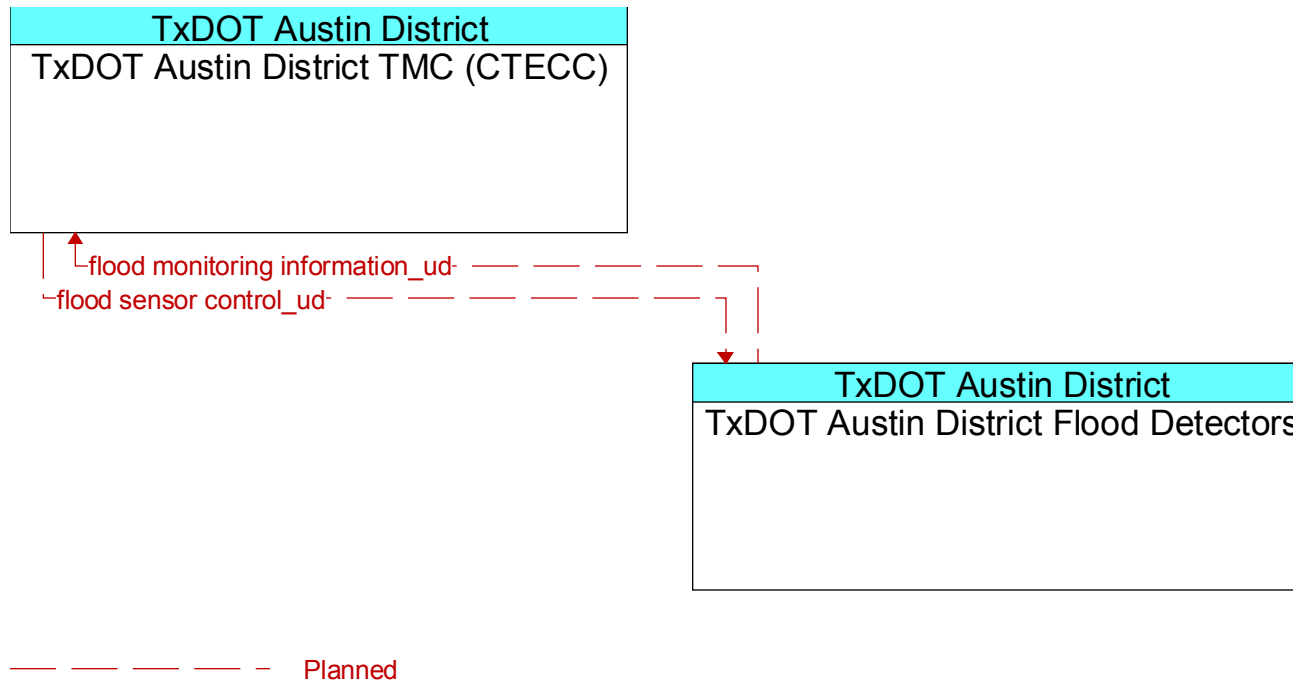 TxDOT Austin District
TxDOT Austin District TMC (CTECC)
flood monitoring information_ud
flood sensor control_ud
TxDOT Austin District
TxDOT Austin District Flood Detectors
Planned